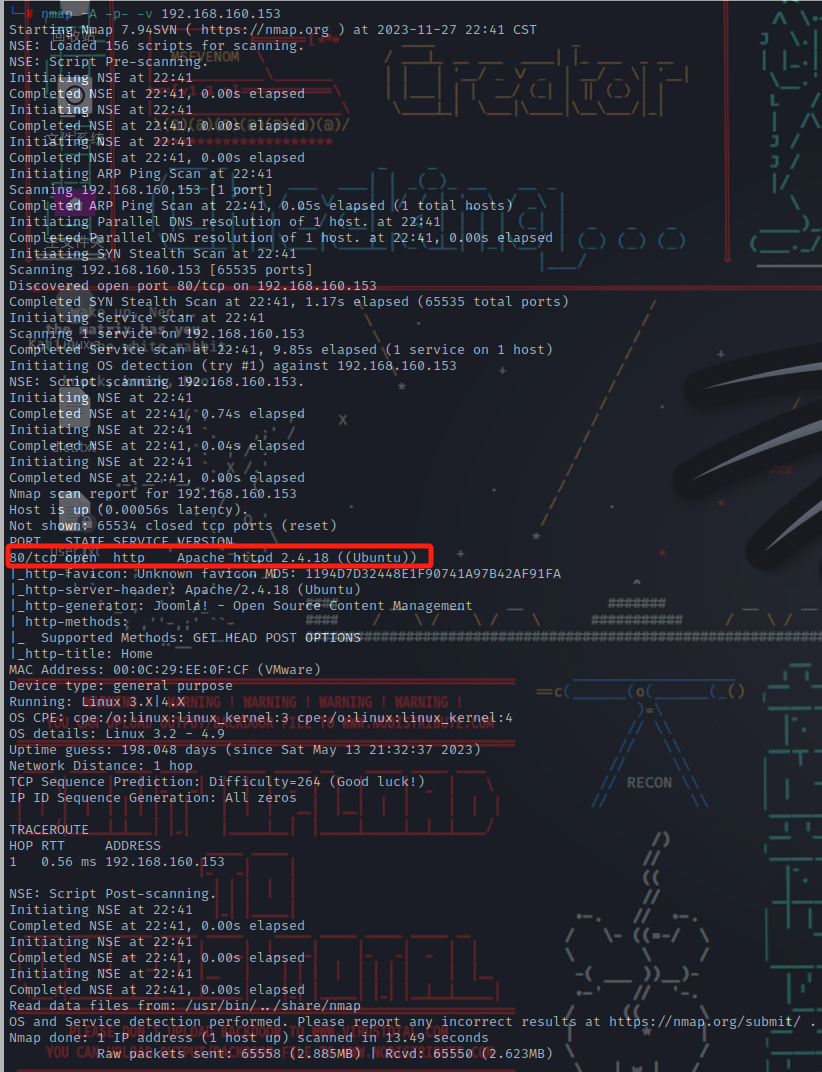 └─# nmap -A -p- -v 192.168.160.153
Starting Nmap 7.94SVN ( https://nmap.org ) at 2023-11-27 22:41 CST
NSE: Loaded 156 scripts for scanning.
NSE: Script Pre-scanning.
Initiating NSE at 22:41
Completed NSE at 22:41, 0.00s elapsed
Initiating NSE at 22:41
Completed NSE at 22:41, 0.00s elapsed
Initiating NSE at 22:41
Completed NSE at 22:41, 0.00s elapsed
Initiating ARP Ping Scan at 22:41
Scanning 192.168.160.153 [1 port]
Completed ARP Ping Scan at 22:41, 0.05s elapsed (1 total hosts)
Initiating Parallel DNS resolution of 1 host. at 22:41
Completed Parallel DNS resolution of 1 host. at 22:41, 0.00s elapsed
Initiating SYN Stealth Scan at 22:41
Scanning 192.168.160.153 [65535 ports]
Discovered open port 80/tcp on 192.168.160.153
Completed SYN Stealth Scan at 22:41, 1.17s elapsed (65535 total ports)
Initiating Service scan at 22:41
Scanning 1 service on 192.168.160.153
Completed Service scan at 22:41, 9.85s elapsed (1 service on 1 host)
Initiating OS detection (try #1) against 192.168.160.153
NSE: Script scanning 192.168.160.153.
Initiating NSE at 22:41
Completed NSE at 22:41, 0.74s elapsed
Initiating NSE at 22:41
Completed NSE at 22:41, 0.04s elapsed
Initiating NSE at 22:41
Completed NSE at 22:41, 0.00s elapsed
Nmap scan report for 192.168.160.153
Host is up (0.00056s latency).
Not shown: 65534 closed tcp ports (reset)
PORT   STATE SERVICE VERSION
80/tcp open  http    Apache httpd 2.4.18 ((Ubuntu))
|_http-favicon: Unknown favicon MD5: 1194D7D32448E1F90741A97B42AF91FA
|_http-server-header: Apache/2.4.18 (Ubuntu)
|_http-generator: Joomla! - Open Source Content Management
| http-methods:
|_  Supported Methods: GET HEAD POST OPTIONS
|_http-title: Home
MAC Address: 00:0C:29:EE:0F:CF (VMware)
Device type: general purpose
Running: Linux 3.X|4.X
OS CPE: cpe:/o:linux:linux_kernel:3 cpe:/o:linux:linux_kernel:4
OS details: Linux 3.2 - 4.9
Uptime guess: 198.048 days (since Sat May 13 21:32:37 2023)
Network Distance: 1 hop
TCP Sequence Prediction: Difficulty=264 (Good luck!)
IP ID Sequence Generation: All zeros
TRACEROUTE
HOP RTT     ADDRESS
1   0.56 ms 192.168.160.153
NSE: Script Post-scanning.
Initiating NSE at 22:41
Completed NSE at 22:41, 0.00s elapsed
Initiating NSE at 22:41
Completed NSE at 22:41, 0.00s elapsed
Initiating NSE at 22:41
Completed NSE at 22:41, 0.00s elapsed
Read data files from: /usr/bin/../share/nmap
OS and Service detection performed. Please report any incorrect results at https://nmap.org/submit/ .
Nmap done: 1 IP address (1 host up) scanned in 13.49 seconds
Raw packets sent: 65558 (2.885MB) | Rcvd: 65550 (2.623MB)
MSFVENOM
RECON